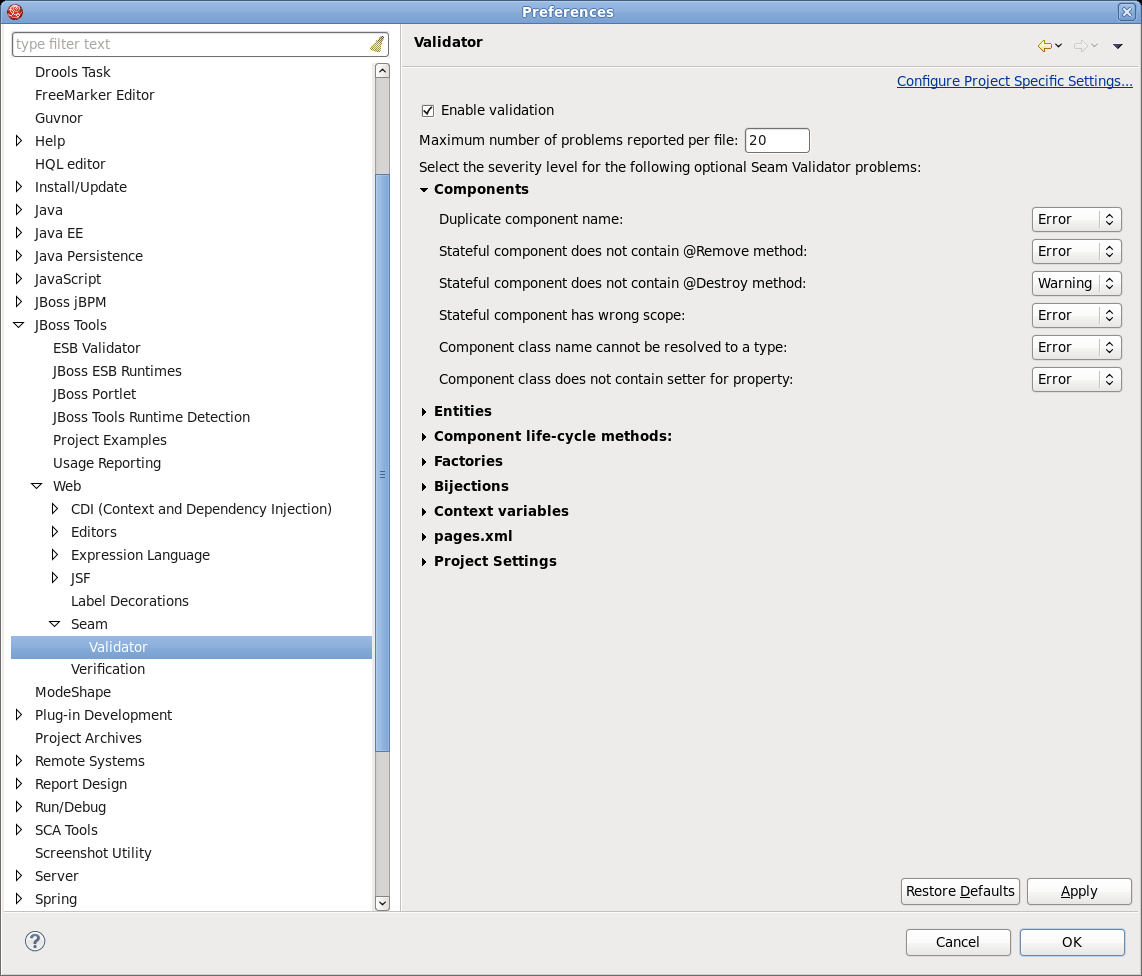 Preferences
type filter text
Drools Task
FreeMarker Editor
Guvnor
Help
HQL editor
Install/Update
Java
Java EE
Java Persistence
JavaScript
JBoss jBPM
JBoss Tools
ESB Validator
JBoss ESB Runtimes
JBoss Portlet
JBoss Tools Runtime Detection
Project Examples
Usage Reporting
Web
CDI (Context and Dependency Injection)
Editors
Expression Language
JSF
Label Decorations
Seam
Validator
Verification
ModeShape
Plug-in Development
Project Archives
Remote Systems
Report Design
Run/Debug
SCA Tools
Screenshot Utility
Server
Spring
Validator
Configure Project Specific Settings...
Enable validation
Maximum number of problems reported per file: 20
Select the severity level for the following optional Seam Validator problems:
Components
Duplicate component name: Error
Stateful component does not contain @Remove method: Error
Stateful component does not contain @Destroy method: Warning
Stateful component has wrong scope: Error
Component class name cannot be resolved to a type: Error
Component class does not contain setter for property: Error
Entities
Component life-cycle methods:
Factories
Bijections
Context variables
pages.xml
Project Settings
Restore Defaults Apply
? Cancel OK